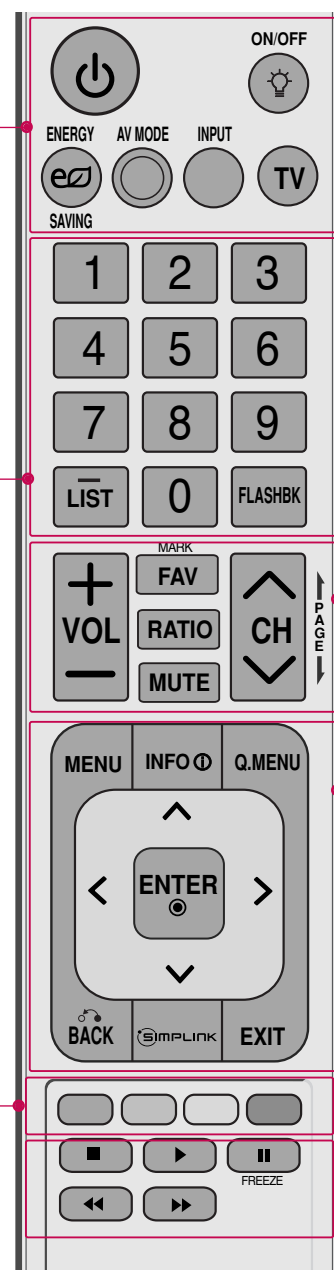 ON/OFF
ENERGY AV MODE INPUT
e TV
SAVING
1 2 3
4 5 6
7 8 9
LIST 0 FLASHBK
MARK
FAV
VOL RATIO CH
PAGE
MUTE
MENU INFO i Q.MENU
ENTER
BACK SIMPLINK EXIT
FREEZE